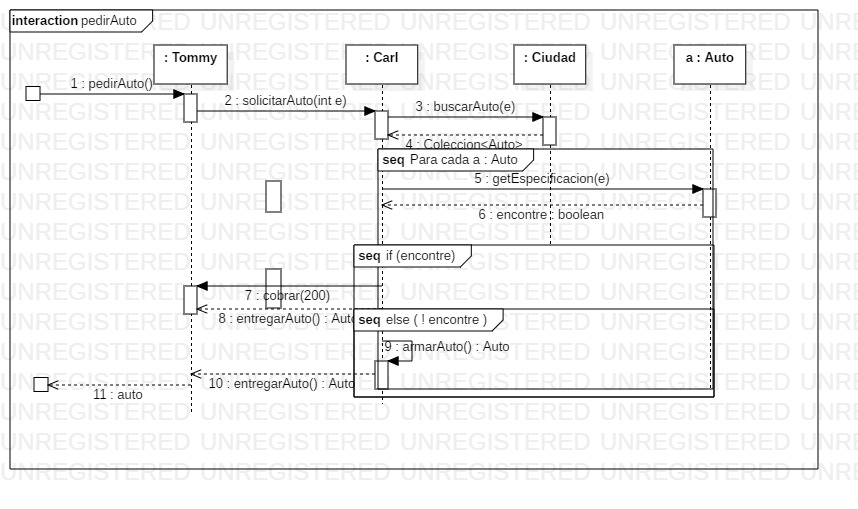 interaction pedirAuto
: Tommy
: Carl
: Ciudad
a : Auto
1 : pedirAuto()
2 : solicitarAuto(int e)
3 : buscarAuto(e)
4 : Coleccion<Auto>
seq Para cada a : Auto
5 : getEspecificacion(e)
6 : encontre : boolean
seq if (encontre)
7 : cobrar(200)
8 : entregarAuto() : Auto
seq else ( ! encontre )
9 : armarAuto() : Auto
10 : entregarAuto() : Auto
11 : auto
UNREGISTERED UNREGISTERED UNREGISTERED UNREGISTERED